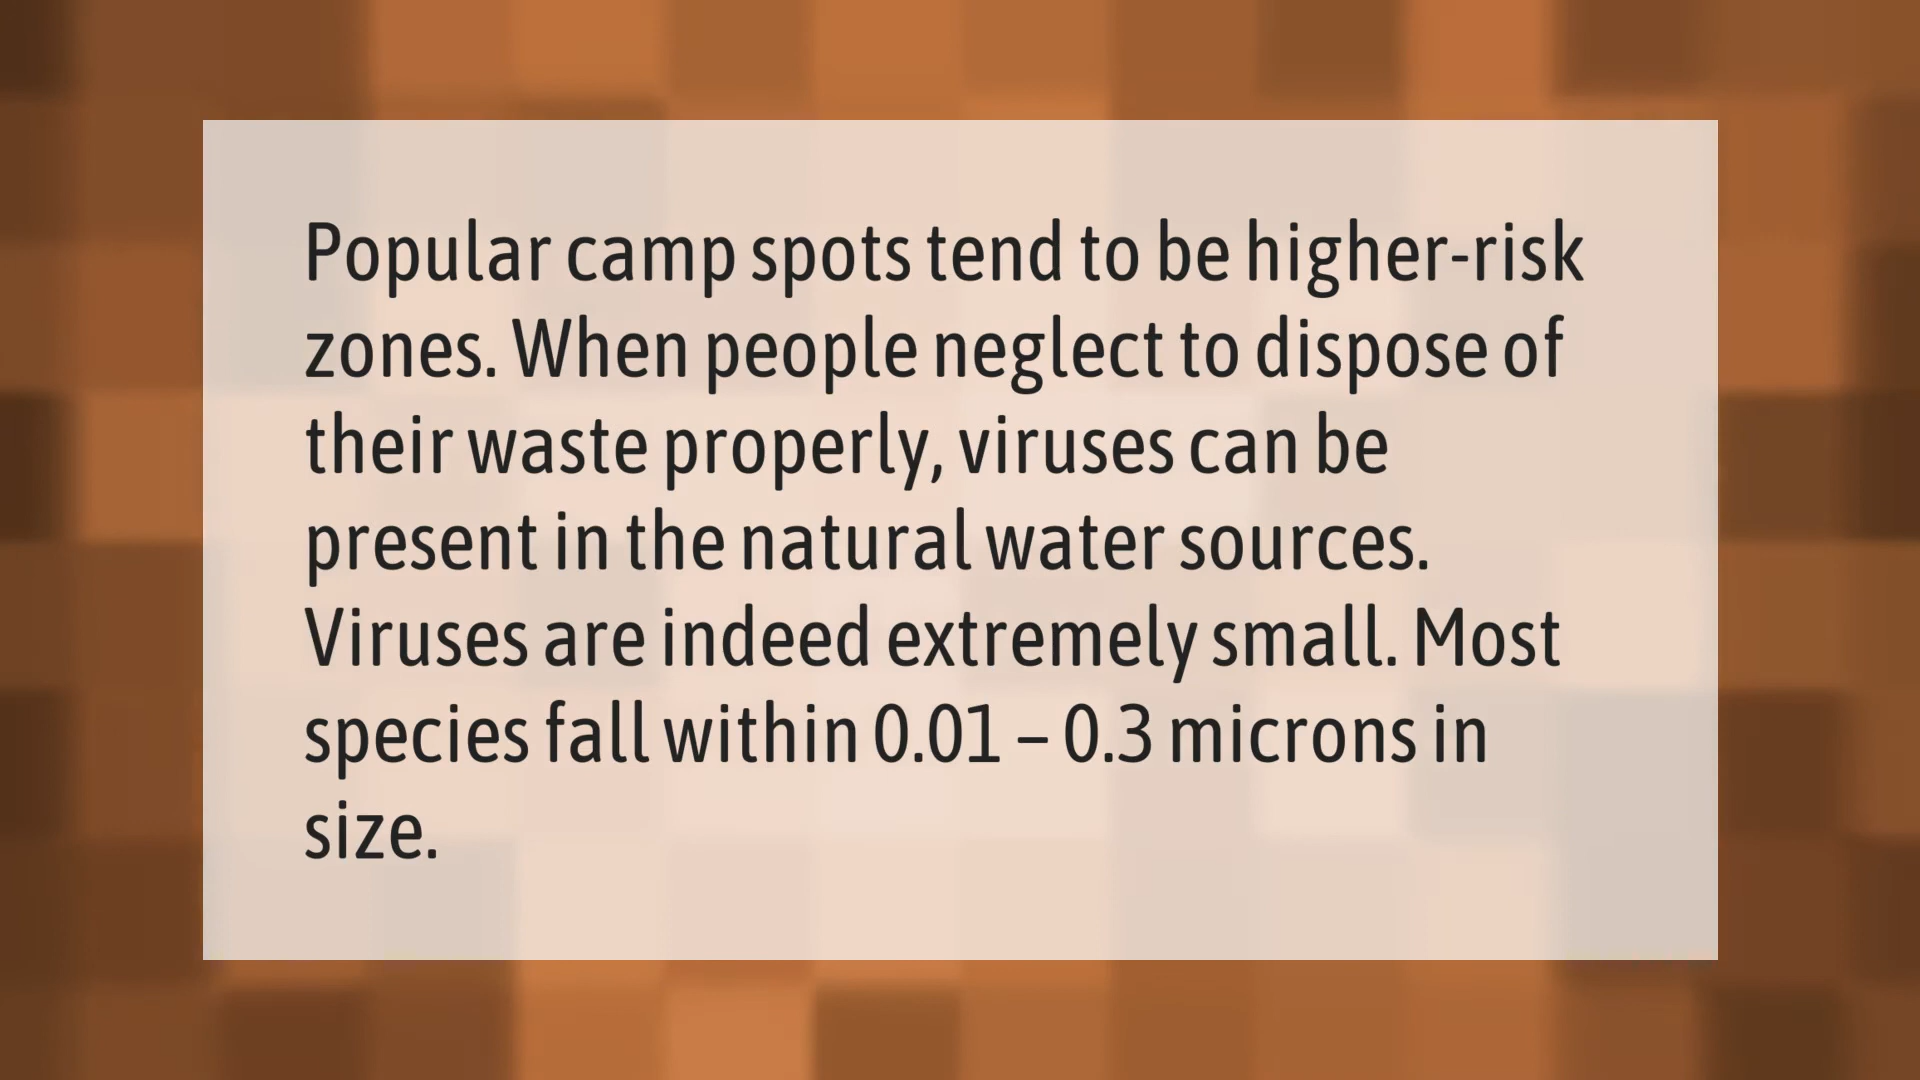 Popular camp spots tend to be higher-risk
zones. When people neglect to dispose of
their waste properly, viruses can be
present in the natural water sources.
Viruses are indeed extremely small. Most
species fall within 0.01 – 0.3 microns in
size.